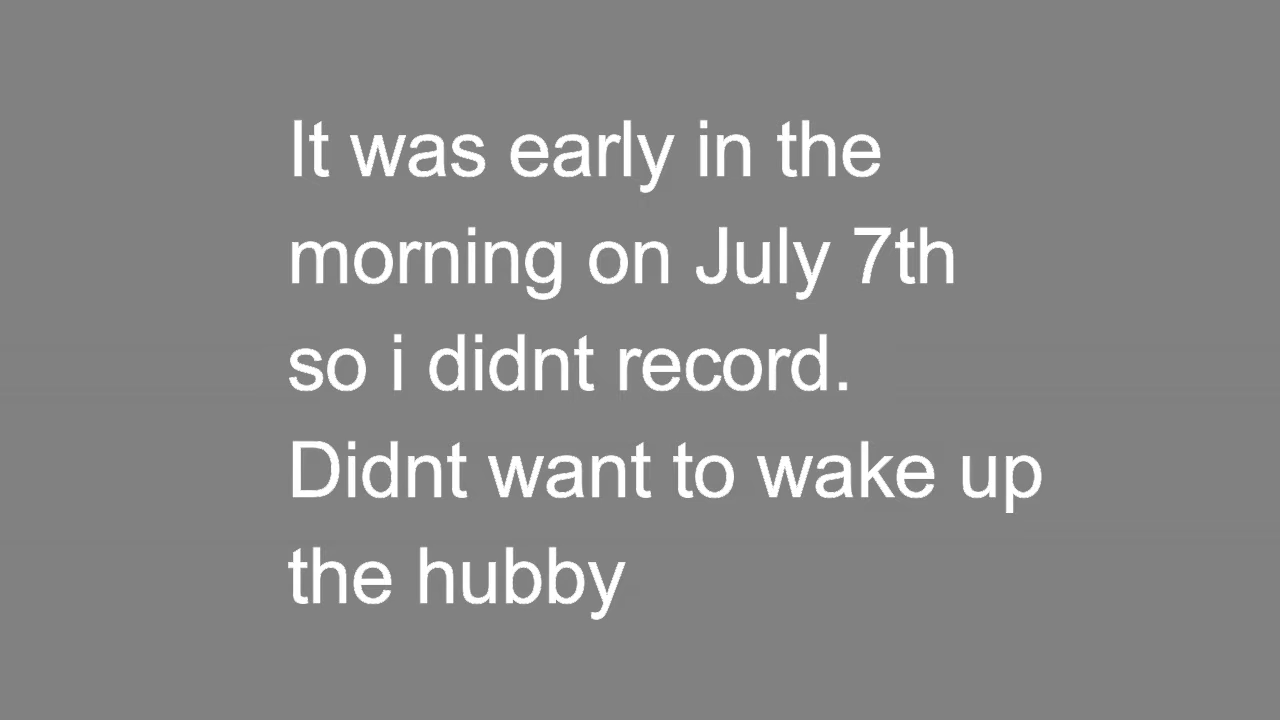 It was early in the
morning on July 7th
so i didnt record.
Didnt want to wake up
the hubby